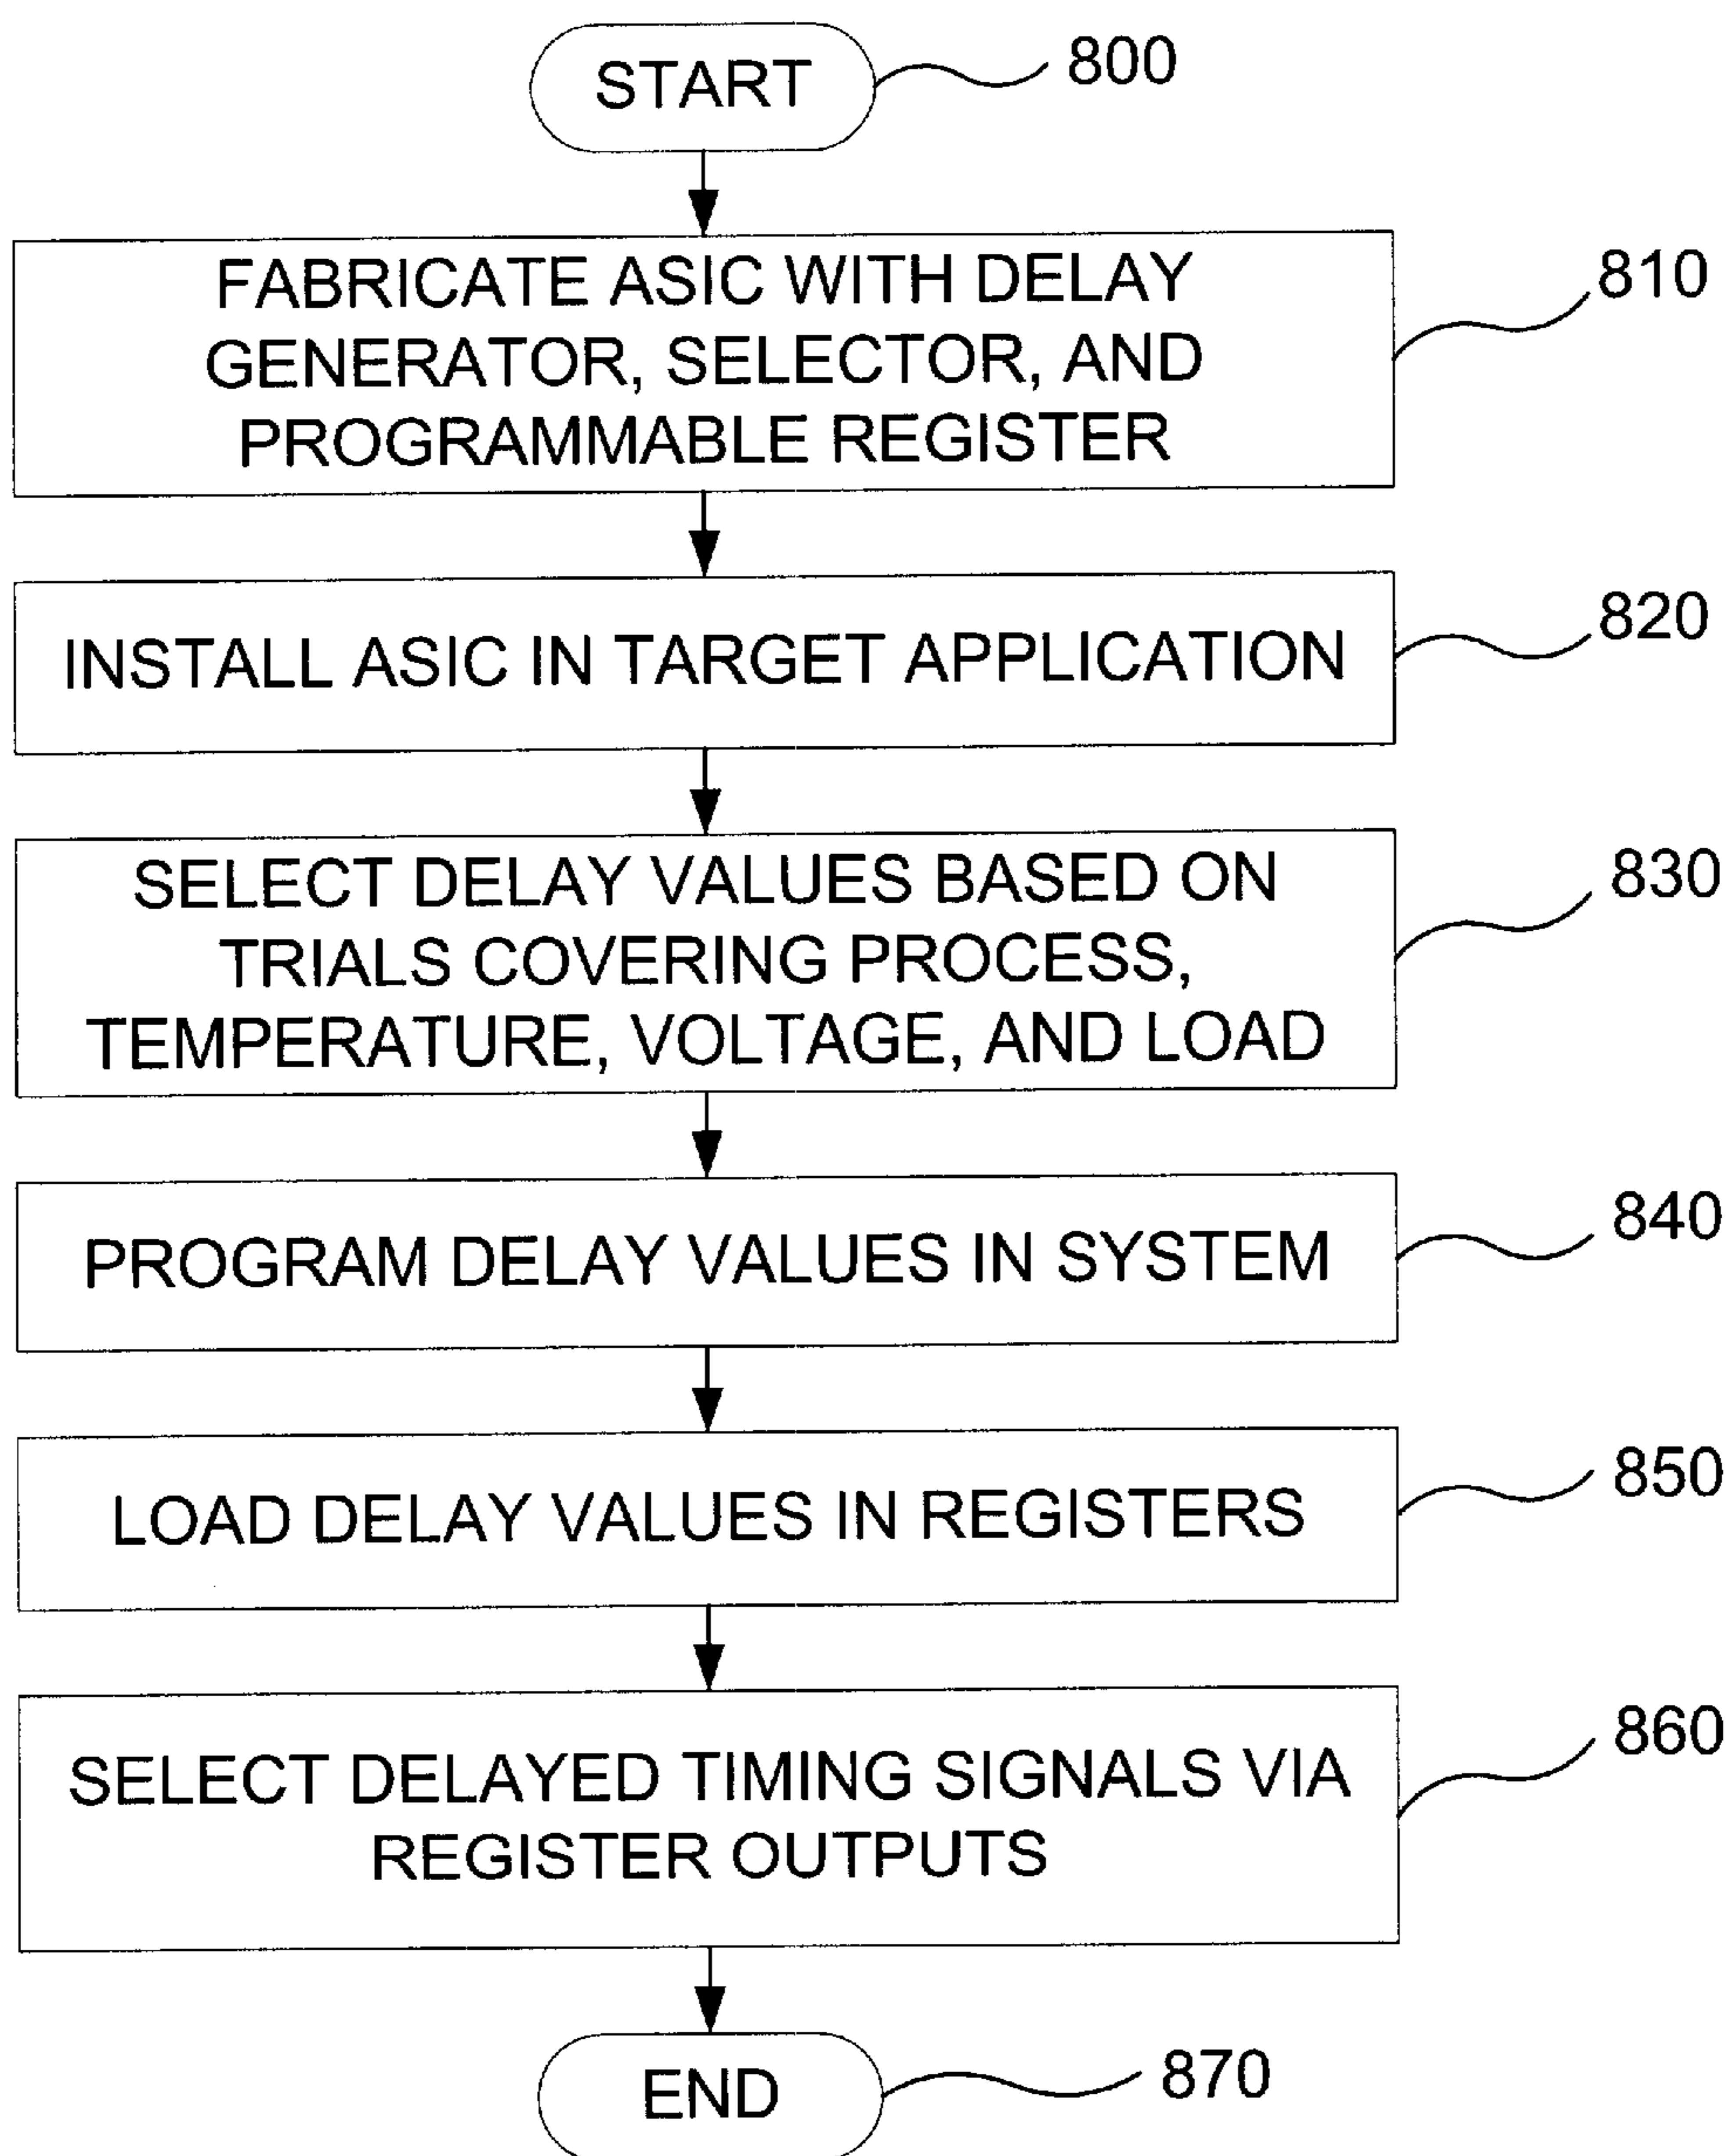 START
800
FABRICATE ASIC WITH DELAY
GENERATOR, SELECTOR, AND
PROGRAMMABLE REGISTER
810
INSTALL ASIC IN TARGET APPLICATION
820
SELECT DELAY VALUES BASED ON
TRIALS COVERING PROCESS,
TEMPERATURE, VOLTAGE, AND LOAD
830
PROGRAM DELAY VALUES IN SYSTEM
840
LOAD DELAY VALUES IN REGISTERS
850
SELECT DELAYED TIMING SIGNALS VIA
REGISTER OUTPUTS
860
END
870